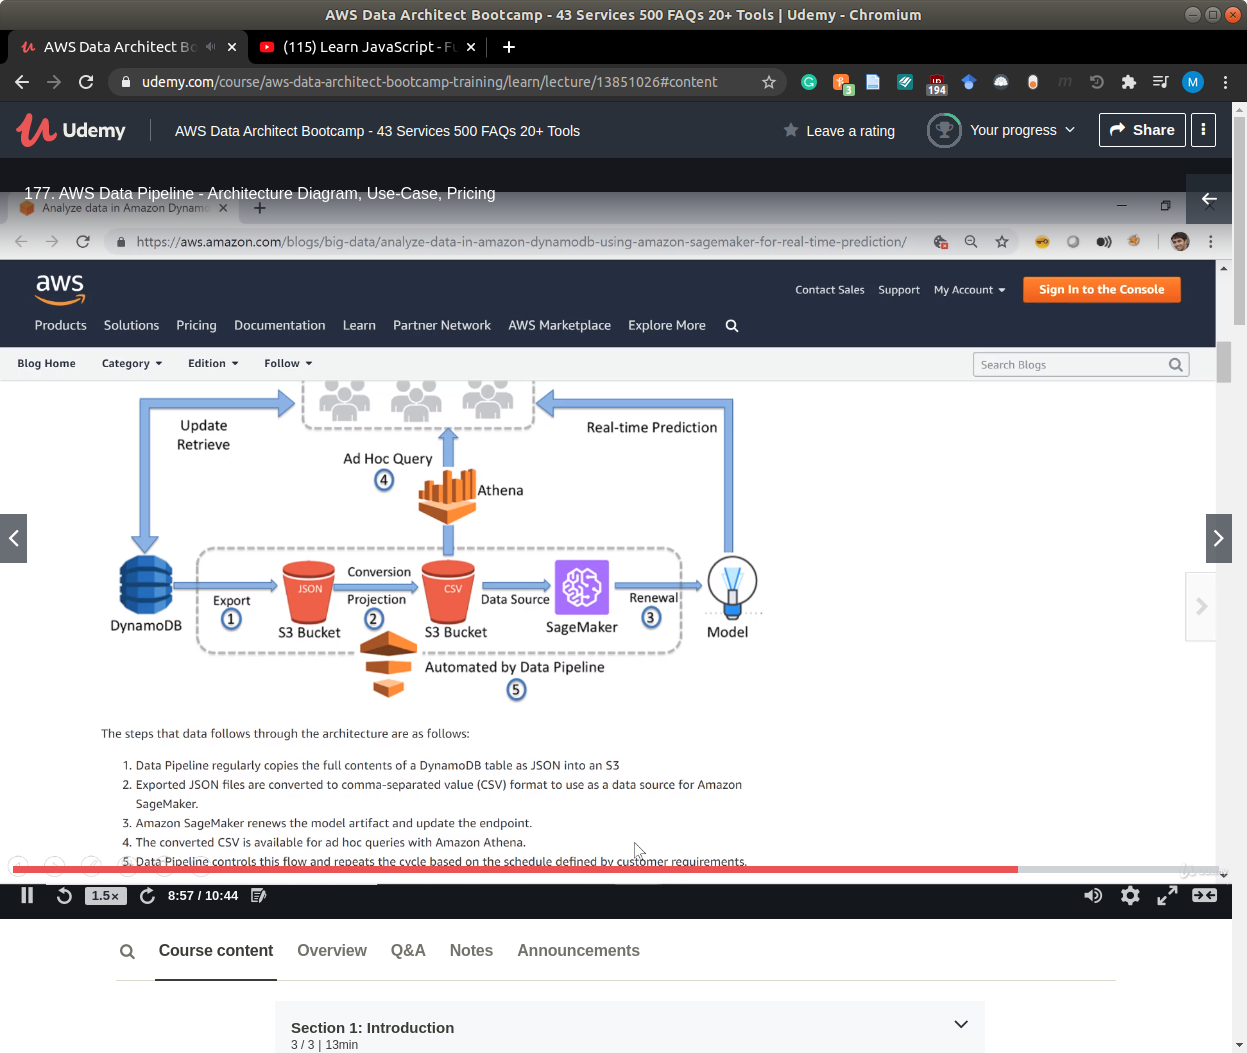 AWS Data Architect Bootcamp - 43 Services 500 FAQs 20+ Tools | Udemy - Chromium
AWS Data Architect Bo
(115) Learn JavaScript - Fu
udemy.com/course/aws-data-architect-bootcamp-training/learn/lecture/13851026#content
3
194
M
Udemy
AWS Data Architect Bootcamp - 43 Services 500 FAQs 20+ Tools
Leave a rating
Your progress
Share
177. AWS Data Pipeline - Architecture Diagram, Use-Case, Pricing
Analyze data in Amazon Dynamo
https://aws.amazon.com/blogs/big-data/analyze-data-in-amazon-dynamodb-using-amazon-sagemaker-for-real-time-prediction/
aws
Contact Sales Support My Account Sign In to the Console
Products Solutions Pricing Documentation Learn Partner Network AWS Marketplace Explore More
Blog Home Category Edition Follow Search Blogs
Update
Retrieve
Real-time Prediction
Ad Hoc Query
4
Athena
Conversion
JSON
CSV
Export
Projection
Data Source
Renewal
1
2
3
DynamoDB
S3 Bucket
S3 Bucket
SageMaker
Model
Automated by Data Pipeline
5
The steps that data follows through the architecture are as follows:
1. Data Pipeline regularly copies the full contents of a DynamoDB table as JSON into an S3
2. Exported JSON files are converted to comma-separated value (CSV) format to use as a data source for Amazon
SageMaker.
3. Amazon SageMaker renews the model artifact and update the endpoint.
4. The converted CSV is available for ad hoc queries with Amazon Athena.
5. Data Pipeline controls this flow and repeats the cycle based on the schedule defined by customer requirements.
1.5×
8:57 / 10:44
Course content Overview Q&A Notes Announcements
Section 1: Introduction
3 / 3 | 13min